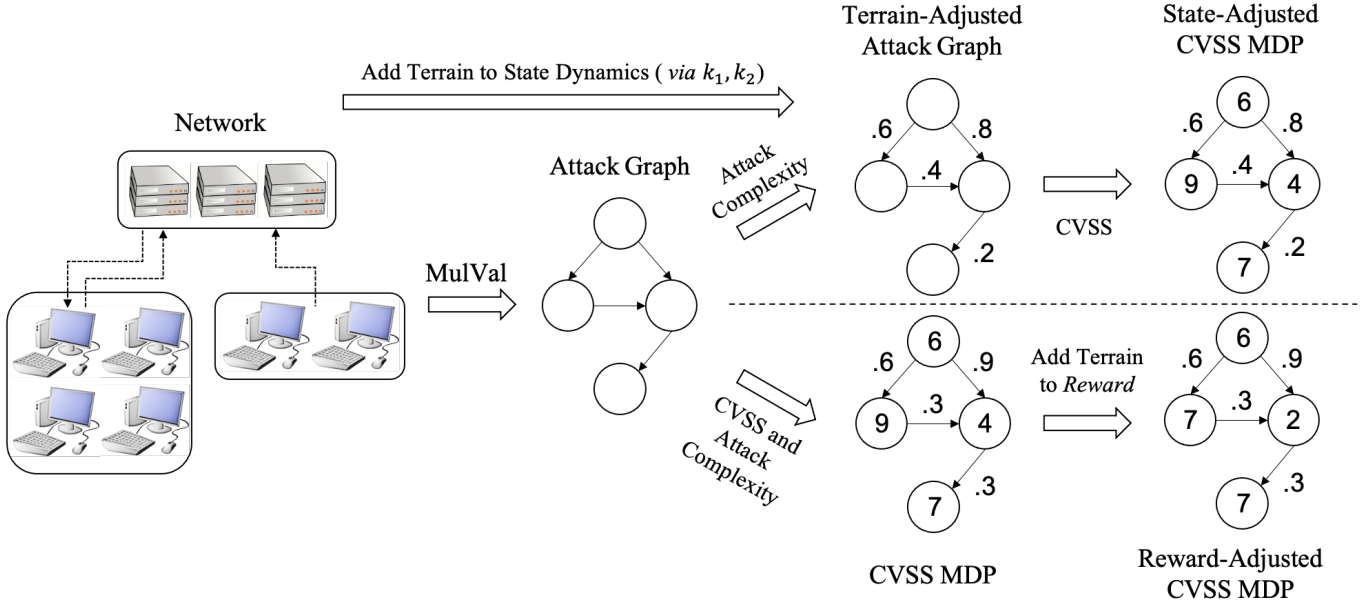 Network
Add Terrain to State Dynamics ( via k₁, k₂)
MulVal
Attack Graph
Attack
Complexity
Terrain-Adjusted
Attack Graph
.6
.8
.4
.2
CVSS
State-Adjusted
CVSS MDP
6
.6
.8
9
.4
4
.2
7
CVSS and
Attack
Complexity
6
.6
.9
9
.3
4
.3
7
CVSS MDP
Add Terrain
to Reward
6
.6
.9
7
.3
2
.3
7
Reward-Adjusted
CVSS MDP